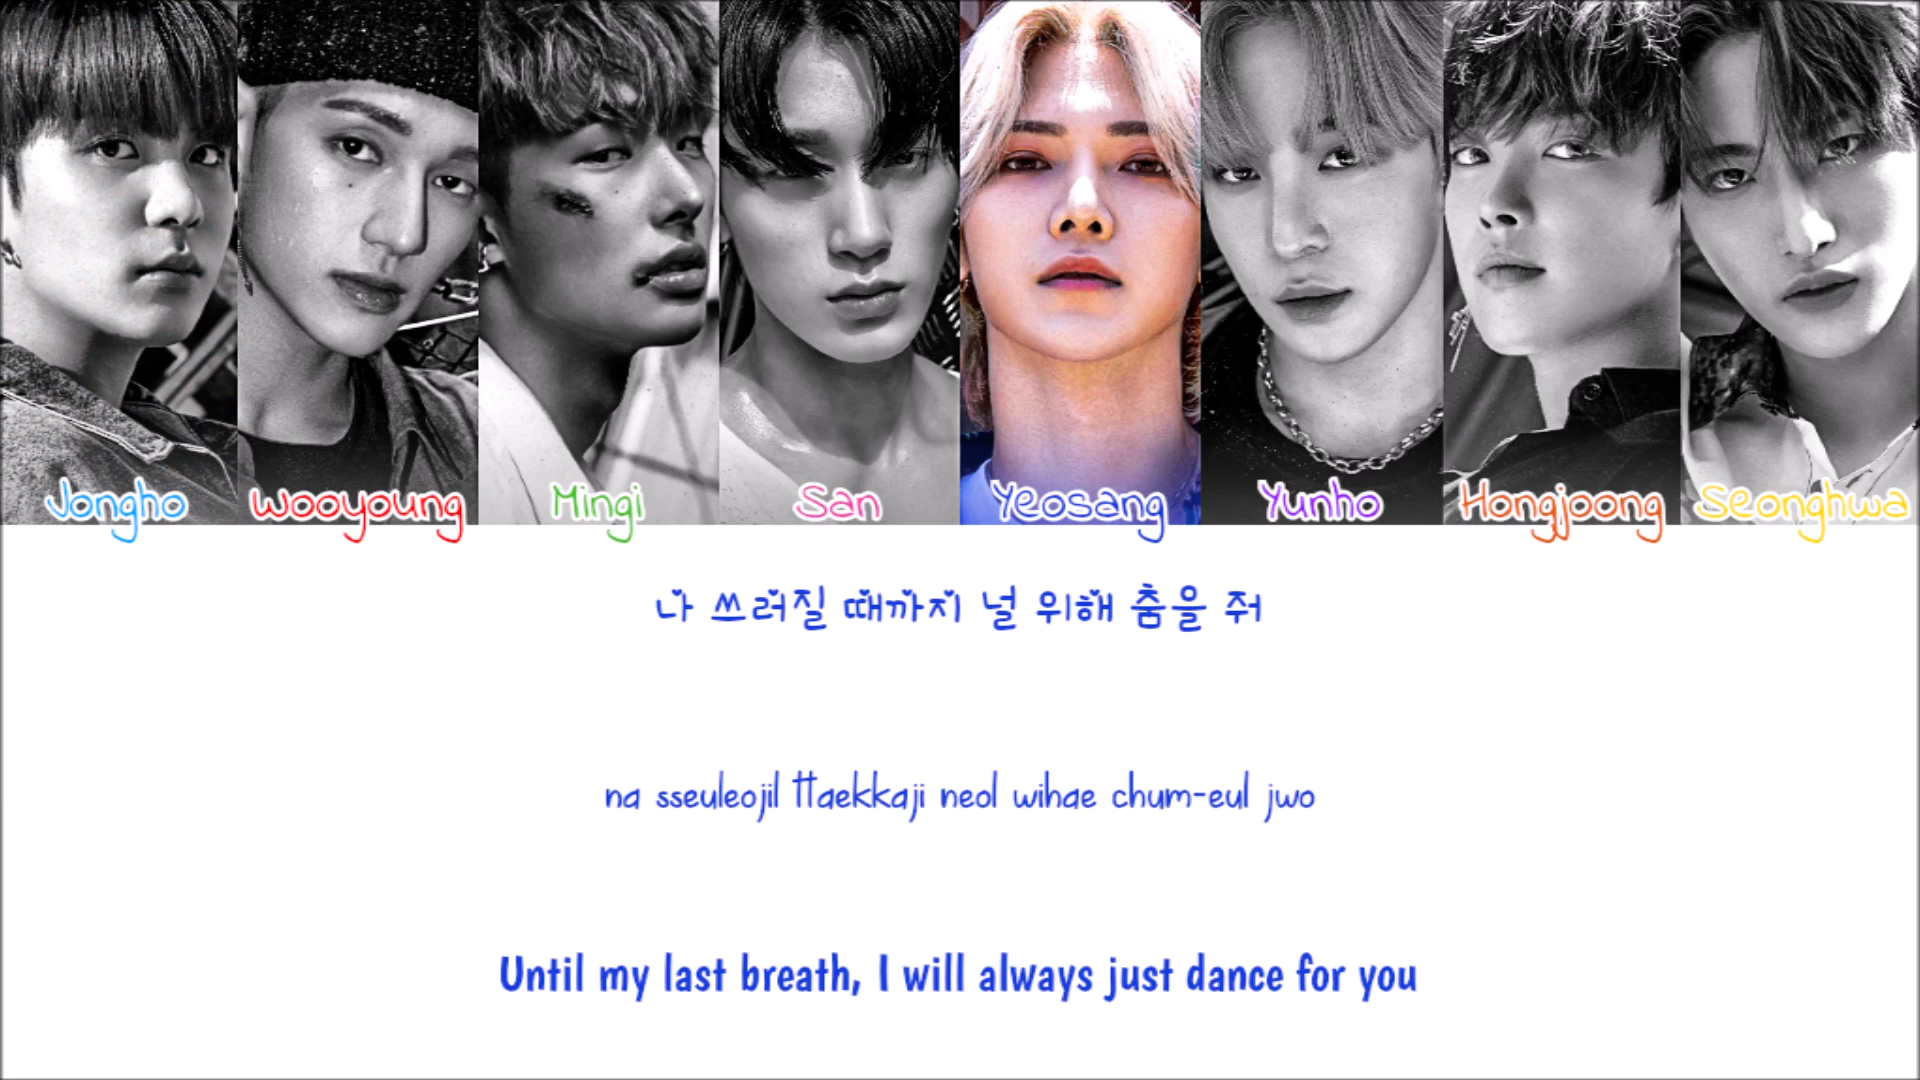 Jongho Wooyoung Mingi San Yeosang Yunho Hongjoong Seonghwa
나 쓰러질 때까지 널 위해 춤을 줘
na sseuleojil ttaekkaji neol wihae chum-eul jwo
Until my last breath, I will always just dance for you